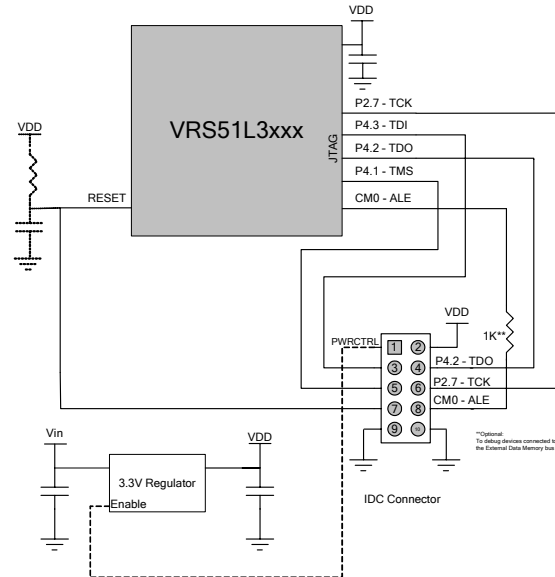 VDD
VRS51L3xxx
JTAG
P2.7 - TCK
P4.3 - TDI
P4.2 - TDO
P4.1 - TMS
CM0 - ALE
VDD
RESET
1K**
VDD
PWRCTRL
1
2
3
4
P4.2 - TDO
5
6
P2.7 - TCK
7
8
CM0 - ALE
9
10
**Optional:
To debug devices connected to
the External Data Memory bus
IDC Connector
Vin
VDD
3.3V Regulator
Enable